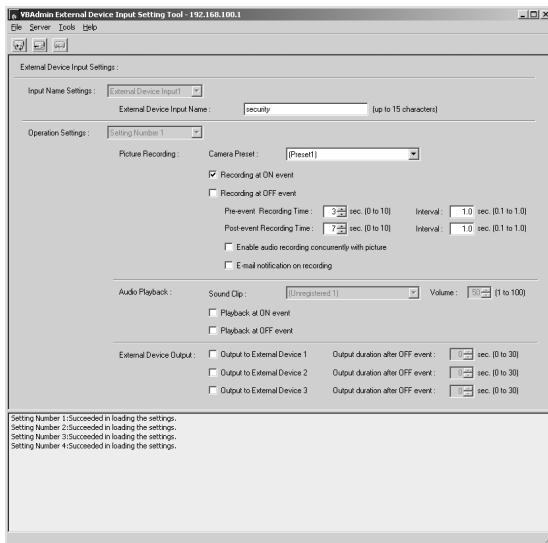 VBAdmin External Device Input Setting Tool - 192.168.100.1
File Server Tools Help
External Device Input Settings :
Input Name Settings : External Device Input1
External Device Input Name : security (up to 15 characters)
Operation Settings : Setting Number 1
Picture Recording : Camera Preset : (Preset1)
Recording at ON event
Recording at OFF event
Pre-event Recording Time : 3 sec. (0 to 10) Interval : 1.0 sec. (0.1 to 1.0)
Post-event Recording Time : 7 sec. (0 to 10) Interval : 1.0 sec. (0.1 to 1.0)
Enable audio recording concurrently with picture
E-mail notification on recording
Audio Playback : Sound Clip : (Unregistered 1) Volume : 50 (1 to 100)
Playback at ON event
Playback at OFF event
External Device Output : Output to External Device 1 Output duration after OFF event : 0 sec. (0 to 30)
Output to External Device 2 Output duration after OFF event : 0 sec. (0 to 30)
Output to External Device 3 Output duration after OFF event : 0 sec. (0 to 30)
Setting Number 1:Succeeded in loading the settings.
Setting Number 2:Succeeded in loading the settings.
Setting Number 3:Succeeded in loading the settings.
Setting Number 4:Succeeded in loading the settings.